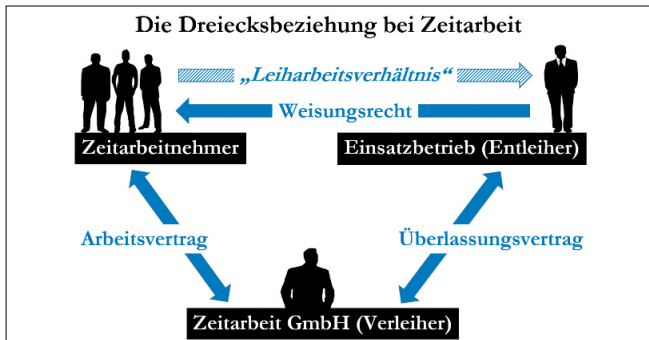 Die Dreiecksbeziehung bei Zeitarbeit
„Leiharbeitsverhältnis“
Weisungsrecht
Zeitarbeitnehmer
Einsatzbetrieb (Entleiher)
Arbeitsvertrag
Überlassungsvertrag
Zeitarbeit GmbH (Verleiher)